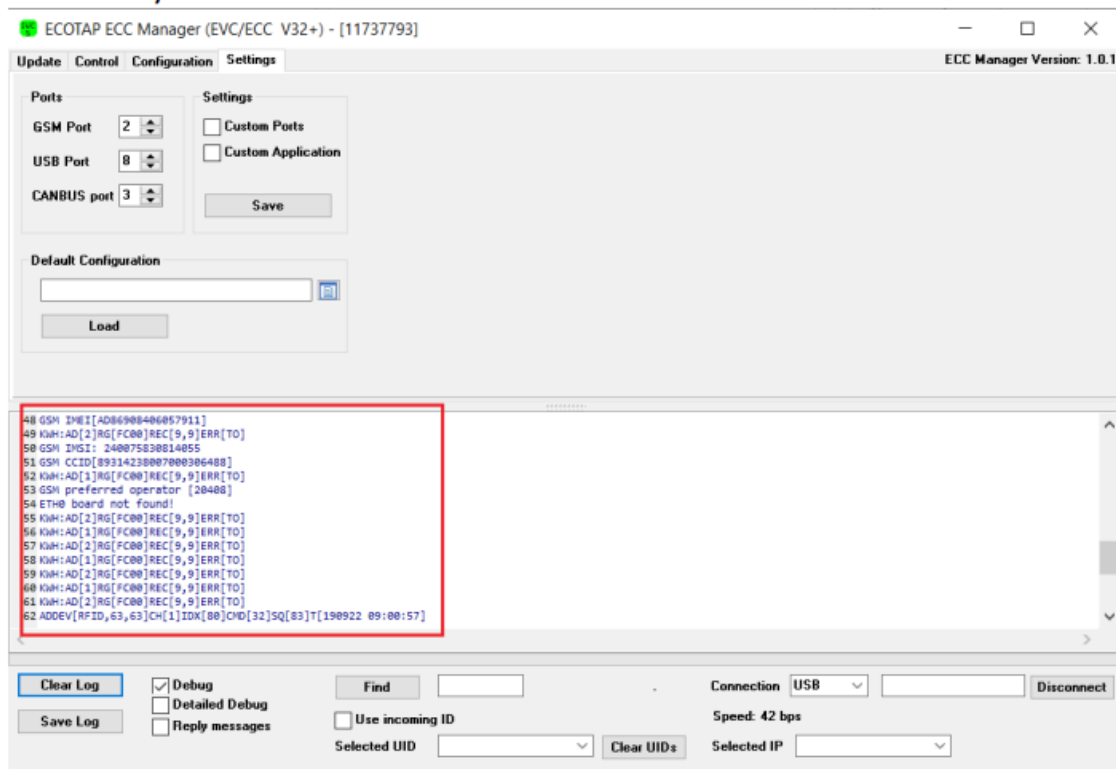 ECOTAP ECC Manager (EVC/ECC V32+) - [11737793]
Update Control Configuration Settings
ECC Manager Version: 1.0.1
Ports
GSM Port 2
USB Port 8
CANBUS port 3
Settings
Custom Ports
Custom Application
Save
Default Configuration
Load
48 GSM IMEI[AD86908406057911]
49 KWH:AD[2]RG[FC00]REC[9,9]ERR[TO]
50 GSM IMSI: 240075830814055
51 GSM CCID[89314238007000306488]
52 KWH:AD[1]RG[FC00]REC[9,9]ERR[TO]
53 GSM preferred operator [20408]
54 ETH0 board not found!
55 KWH:AD[2]RG[FC00]REC[9,9]ERR[TO]
56 KWH:AD[1]RG[FC00]REC[9,9]ERR[TO]
57 KWH:AD[2]RG[FC00]REC[9,9]ERR[TO]
58 KWH:AD[1]RG[FC00]REC[9,9]ERR[TO]
59 KWH:AD[2]RG[FC00]REC[9,9]ERR[TO]
60 KWH:AD[1]RG[FC00]REC[9,9]ERR[TO]
61 KWH:AD[2]RG[FC00]REC[9,9]ERR[TO]
62 ADDEV[RFID,63,63]CH[1]IDX[80]CMD[32]SQ[83]T[190922 09:00:57]
Clear Log
Save Log
Debug
Detailed Debug
Reply messages
Find
Use incoming ID
Selected UID
Clear UIDs
Connection USB
Disconnect
Speed: 42 bps
Selected IP